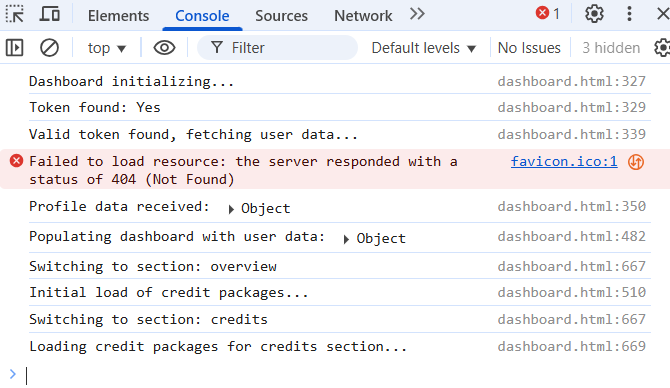 Elements Console Sources Network 1
top Filter Default levels No Issues 3 hidden
Dashboard initializing... dashboard.html:327
Token found: Yes dashboard.html:329
Valid token found, fetching user data... dashboard.html:339
Failed to load resource: the server responded with a favicon.ico:1
status of 404 (Not Found)
Profile data received: Object dashboard.html:350
Populating dashboard with user data: Object dashboard.html:482
Switching to section: overview dashboard.html:667
Initial load of credit packages... dashboard.html:510
Switching to section: credits dashboard.html:667
Loading credit packages for credits section... dashboard.html:669